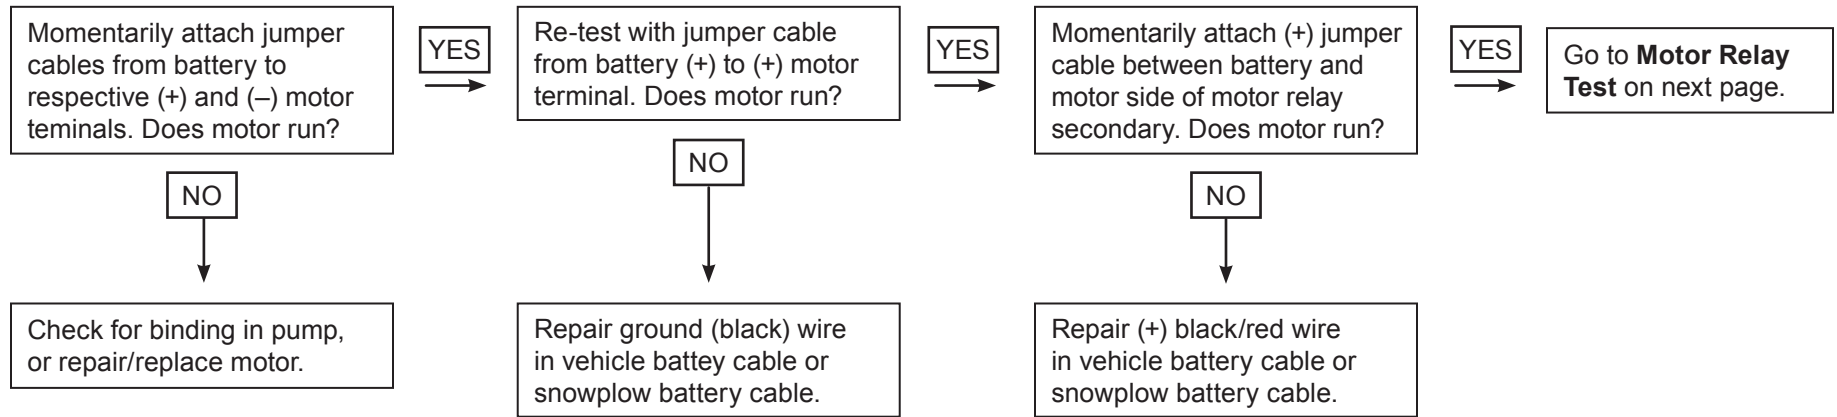 Momentarily attach jumper
cables from battery to
respective (+) and (–) motor
teminals. Does motor run?
YES
Re-test with jumper cable
from battery (+) to (+) motor
terminal. Does motor run?
YES
Momentarily attach (+) jumper
cable between battery and
motor side of motor relay
secondary. Does motor run?
YES
Go to Motor Relay
Test on next page.
NO
NO
NO
Check for binding in pump,
or repair/replace motor.
Repair ground (black) wire
in vehicle battey cable or
snowplow battery cable.
Repair (+) black/red wire
in vehicle battery cable or
snowplow battery cable.